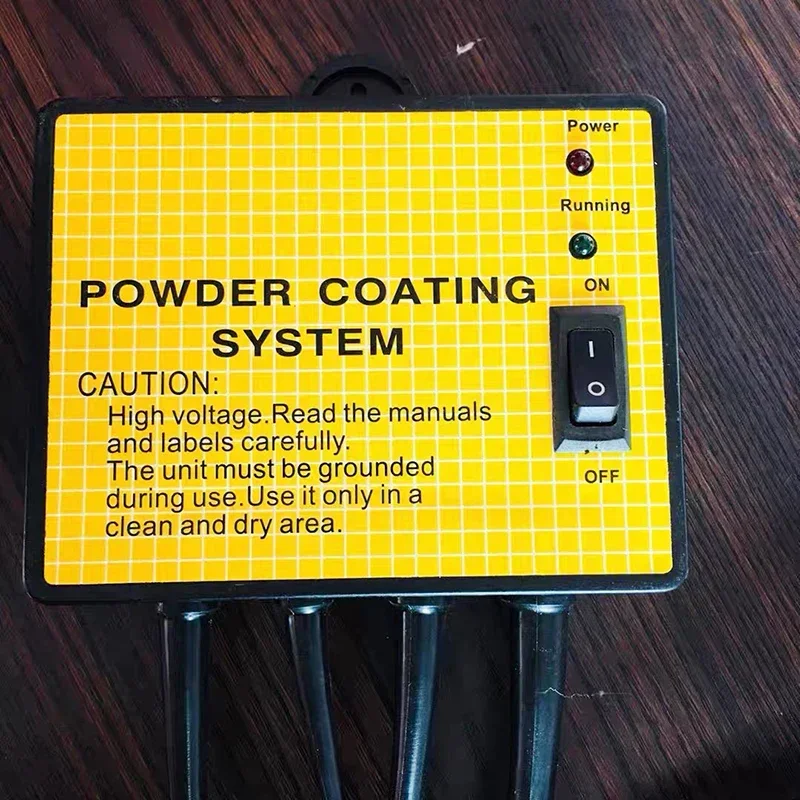 Power
Running
ON
POWDER COATING
SYSTEM
I
O
CAUTION:
High voltage.Read the manuals
and labels carefully.
The unit must be grounded
during use.Use it only in a
clean and dry area.
OFF